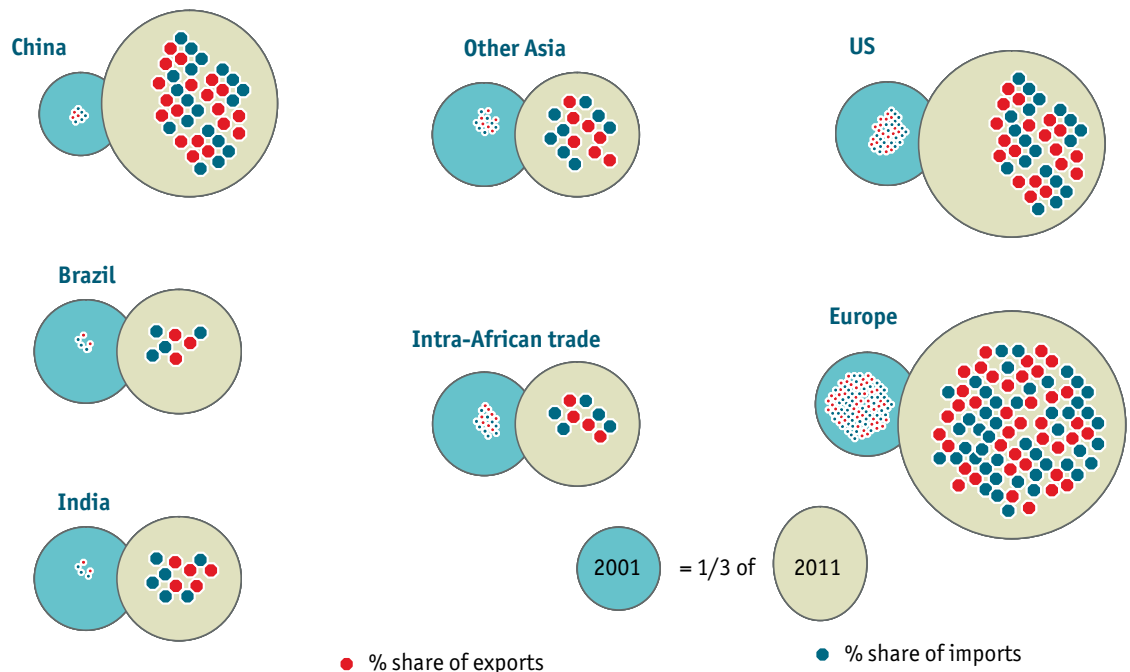 China
Other Asia
US
Brazil
Intra-African trade
Europe
India
2001 = 1/3 of 2011
% share of exports
% share of imports